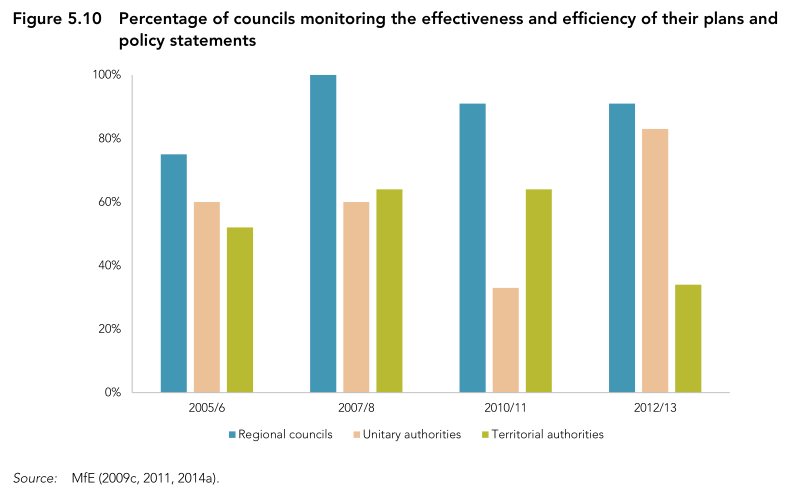 Figure 5.10 Percentage of councils monitoring the effectiveness and efficiency of their plans and
policy statements
100%
80%
60%
40%
20%
0%
2005/6 2007/8 2010/11 2012/13
Regional councils Unitary authorities Territorial authorities
Source: MfE (2009c, 2011, 2014a).